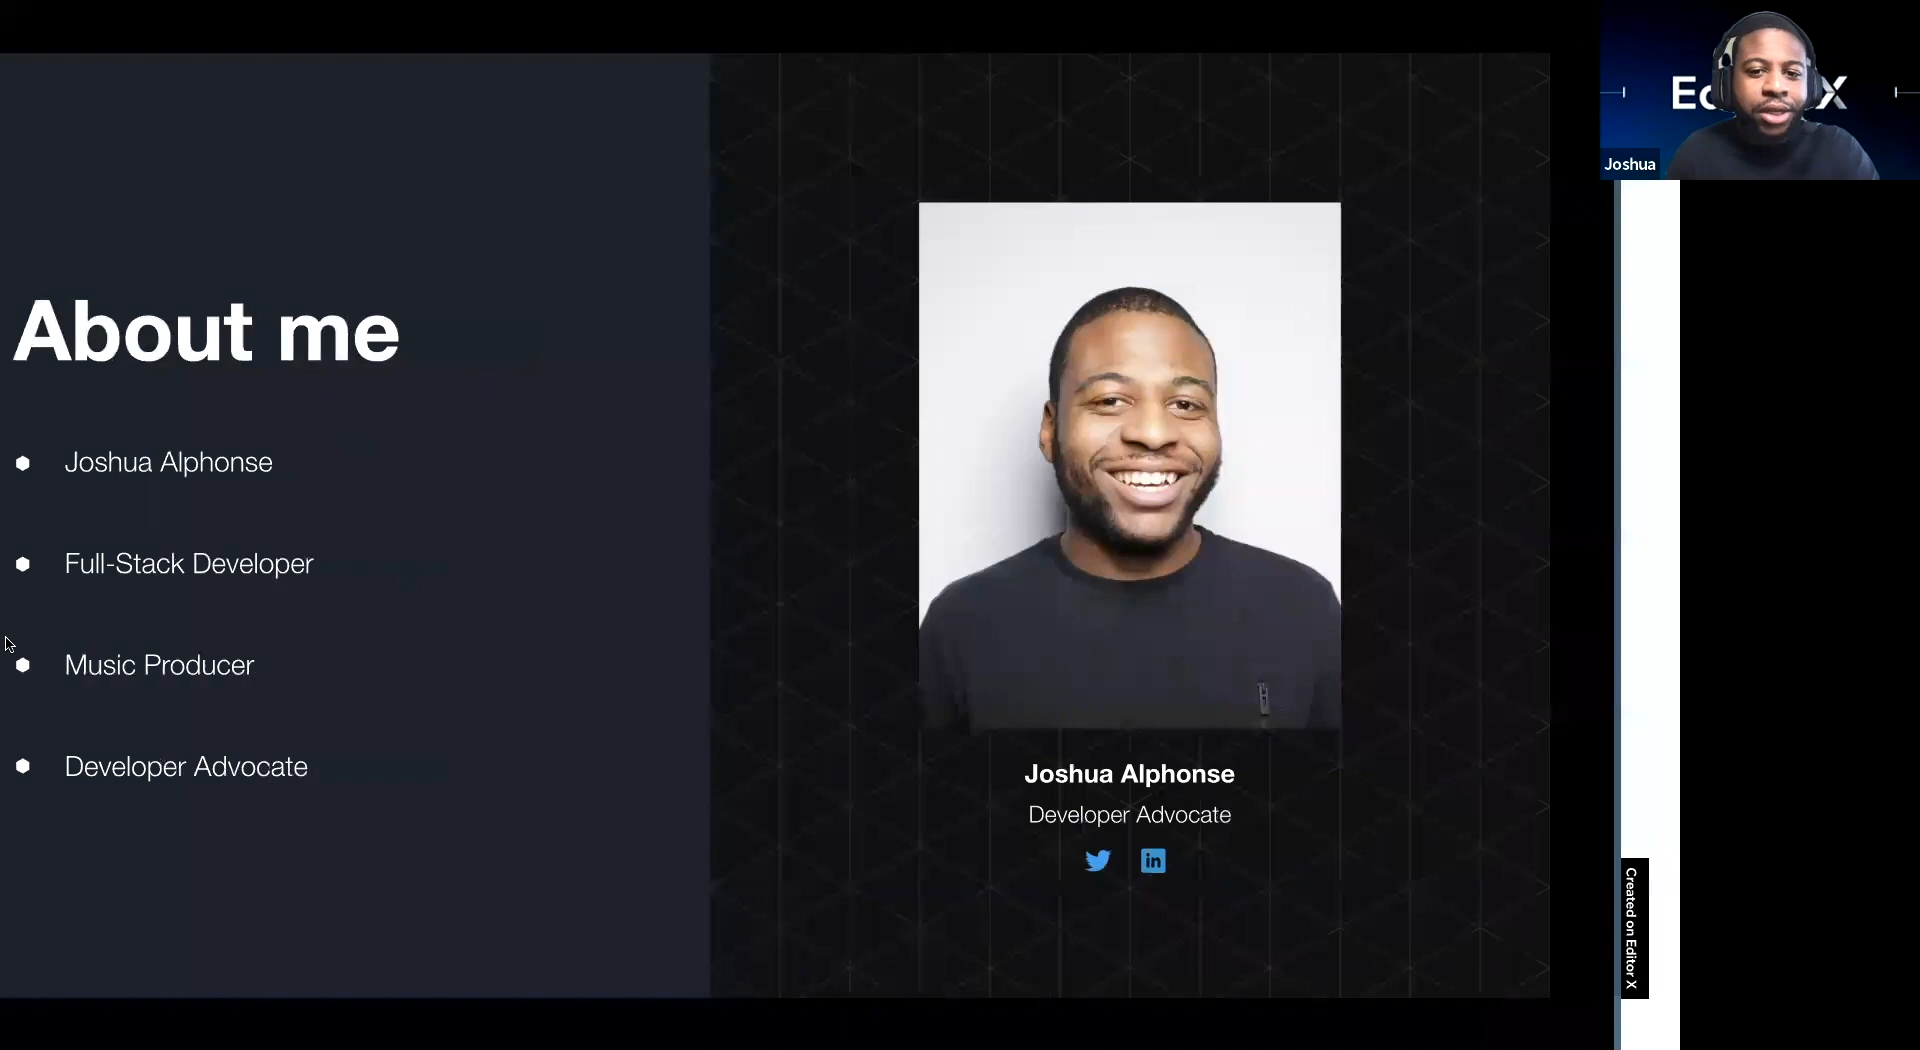 About me
Joshua Alphonse
Full-Stack Developer
Music Producer
Developer Advocate
Joshua Alphonse
Developer Advocate
in
X
Joshua
Created on Editor X